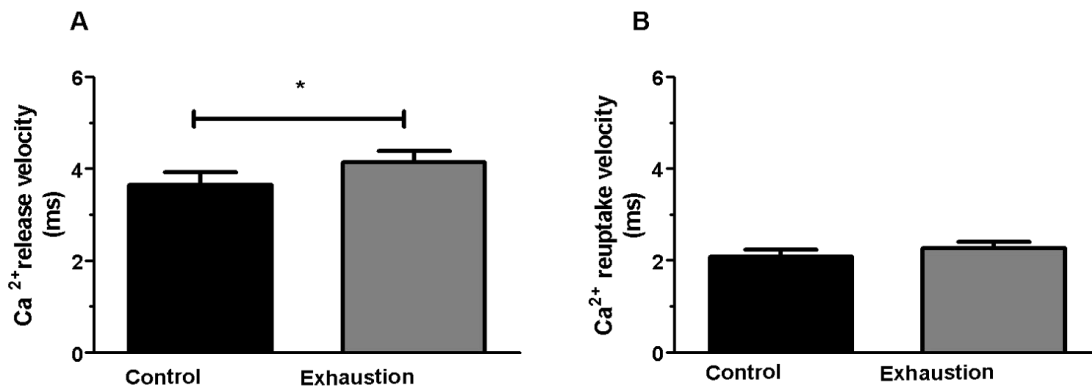 A
Ca 2+release velocity
(ms)
6
4
2
0
*
Control
Exhaustion
B
Ca2+ reuptake velocity
(ms)
6
4
2
0
Control
Exhaustion